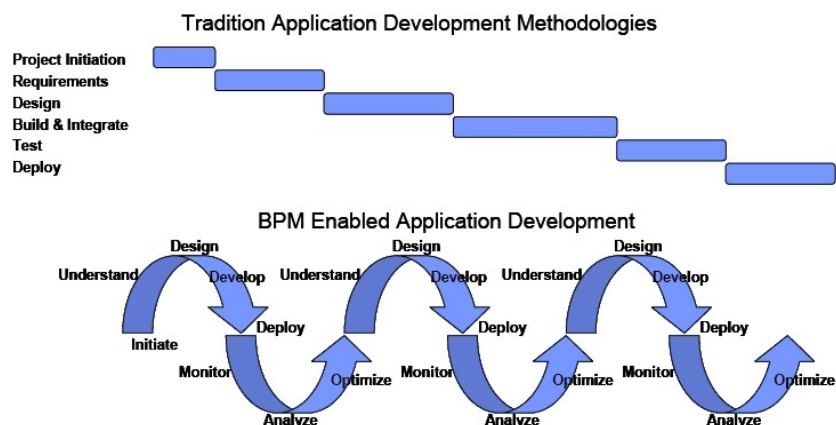 Tradition Application Development Methodologies
Project Initiation
Requirements
Design
Build & Integrate
Test
Deploy
BPM Enabled Application Development
Design
Design
Design
Understand
Develop
Understand
Develop
Understand
Develop
Initiate
Deploy
Deploy
Deploy
Monitor
Optimize
Monitor
Optimize
Monitor
Optimize
Analyze
Analyze
Analyze